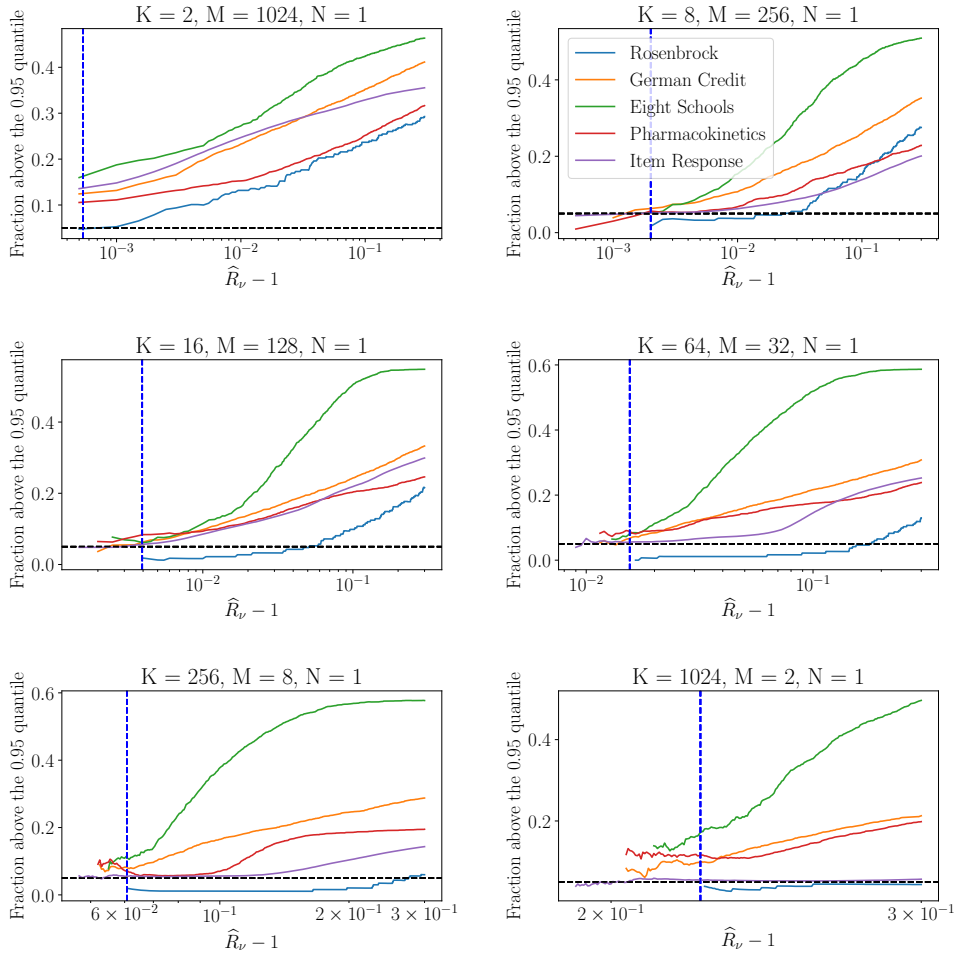 K = 2, M = 1024, N = 1
Fraction above the 0.95 quantile
0.4
0.3
0.2
0.1
10⁻³
10⁻²
10⁻¹
R̂_ν − 1
K = 8, M = 256, N = 1
Fraction above the 0.95 quantile
0.4
0.2
0.0
Rosenbrock
German Credit
Eight Schools
Pharmacokinetics
Item Response
10⁻³
10⁻²
10⁻¹
R̂_ν − 1
K = 16, M = 128, N = 1
Fraction above the 0.95 quantile
0.4
0.2
0.0
10⁻²
10⁻¹
R̂_ν − 1
K = 64, M = 32, N = 1
Fraction above the 0.95 quantile
0.6
0.4
0.2
0.0
10⁻²
10⁻¹
R̂_ν − 1
K = 256, M = 8, N = 1
Fraction above the 0.95 quantile
0.6
0.4
0.2
0.0
6 × 10⁻²
10⁻¹
2 × 10⁻¹
3 × 10⁻¹
R̂_ν − 1
K = 1024, M = 2, N = 1
Fraction above the 0.95 quantile
0.4
0.2
2 × 10⁻¹
3 × 10⁻¹
R̂_ν − 1